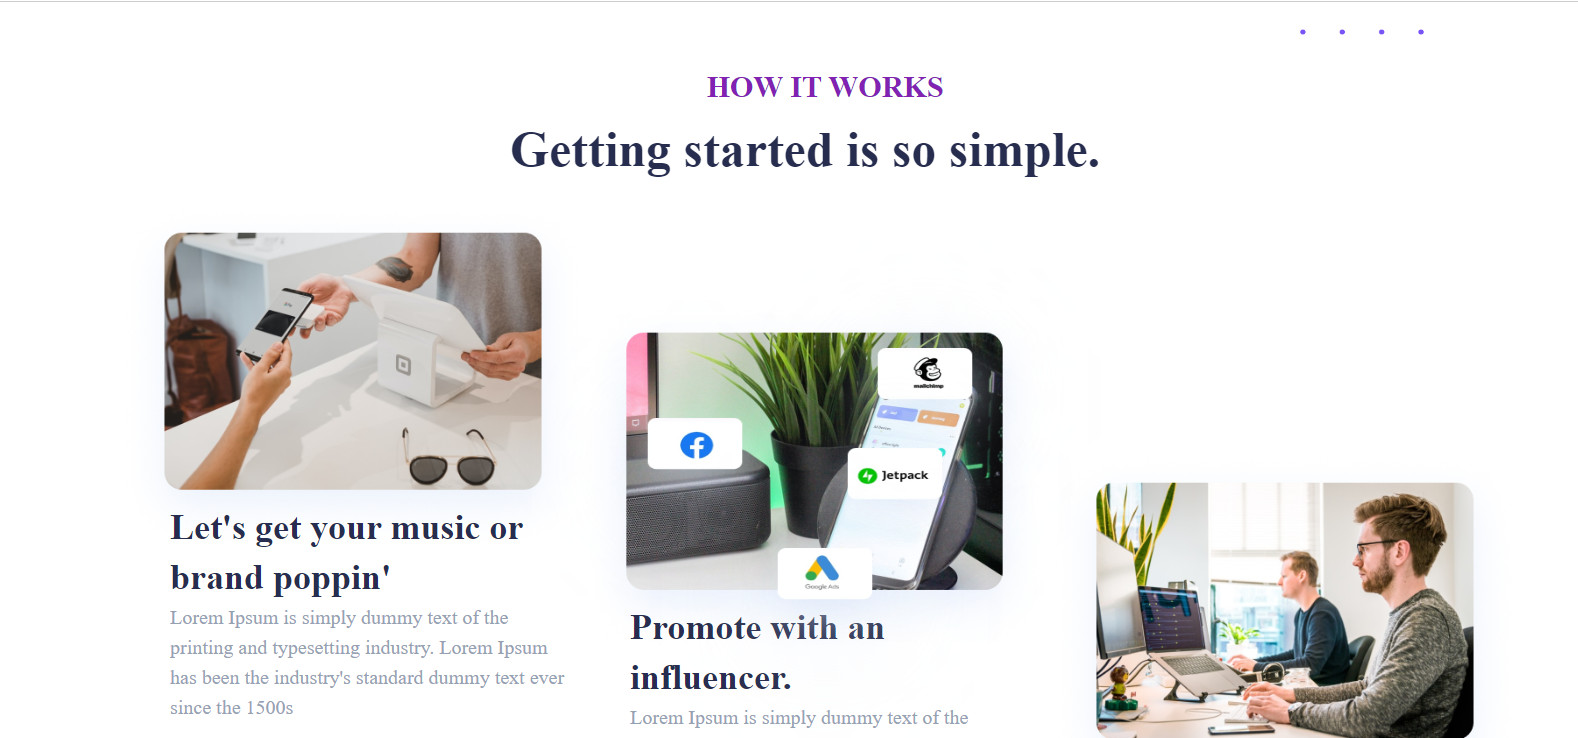 HOW IT WORKS
Getting started is so simple.
Let's get your music or
brand poppin'
Lorem Ipsum is simply dummy text of the
printing and typesetting industry. Lorem Ipsum
has been the industry's standard dummy text ever
since the 1500s
mailchimp
Jetpack
Google Ads
Promote with an
influencer.
Lorem Ipsum is simply dummy text of the